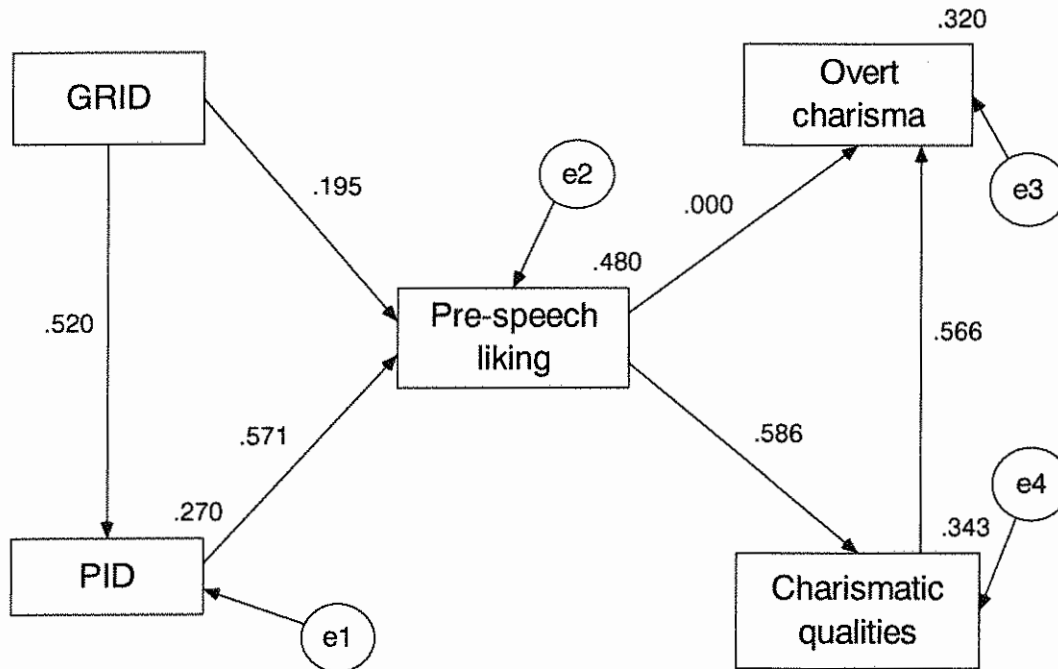 .320
GRID
Overt
charisma
e2
e3
.195
.000
.480
Pre-speech
liking
.520
.566
.571
.586
.270
e4
.343
PID
Charismatic
qualities
e1